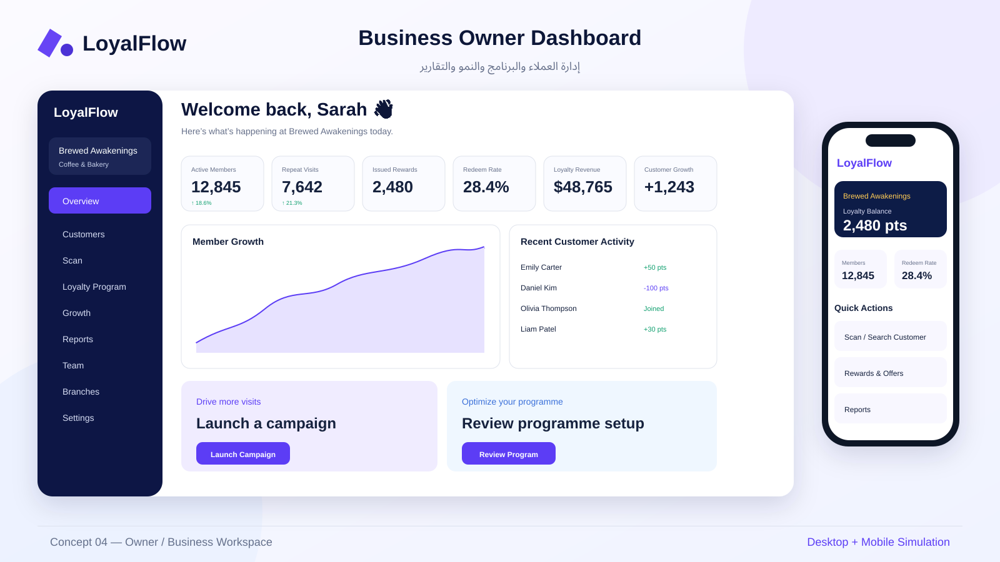 LoyalFlow
Business Owner Dashboard
إدارة العملاء والبرنامج والنمو والتقارير
LoyalFlow
Brewed Awakenings
Coffee & Bakery
Overview
Customers
Scan
Loyalty Program
Growth
Reports
Team
Branches
Settings
Welcome back, Sarah 👋
Here’s what’s happening at Brewed Awakenings today.
Active Members
12,845
↑ 18.6%
Repeat Visits
7,642
↑ 21.3%
Issued Rewards
2,480
Redeem Rate
28.4%
Loyalty Revenue
$48,765
Customer Growth
+1,243
Member Growth
Recent Customer Activity
Emily Carter +50 pts
Daniel Kim -100 pts
Olivia Thompson Joined
Liam Patel +30 pts
Drive more visits
Launch a campaign
Launch Campaign
Optimize your programme
Review programme setup
Review Program
LoyalFlow
Brewed Awakenings
Loyalty Balance
2,480 pts
Members
12,845
Redeem Rate
28.4%
Quick Actions
Scan / Search Customer
Rewards & Offers
Reports
Concept 04 — Owner / Business Workspace
Desktop + Mobile Simulation